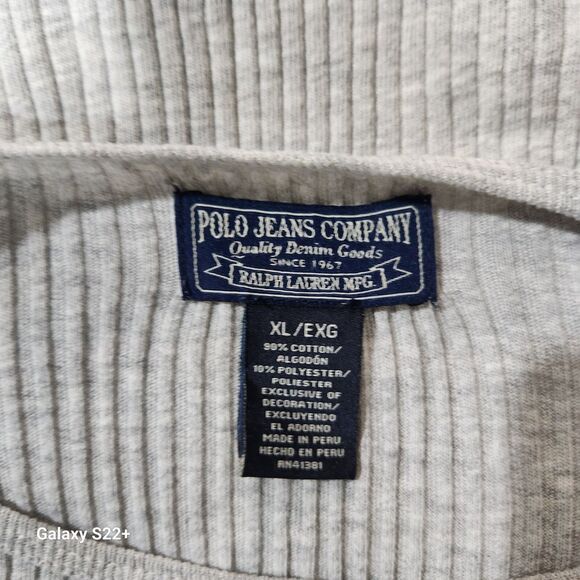 POLO JEANS COMPANY
Quality Denim Goods
SINCE 1967
RALPH LAUREN MFG.
XL/EXG
90% COTTON/
ALGODÓN
10% POLYESTER/
POLIESTER
EXCLUSIVE OF
DECORATION/
EXCLUYENDO
EL ADORNO
MADE IN PERU
HECHO EN PERU
RN41381
Galaxy S22+